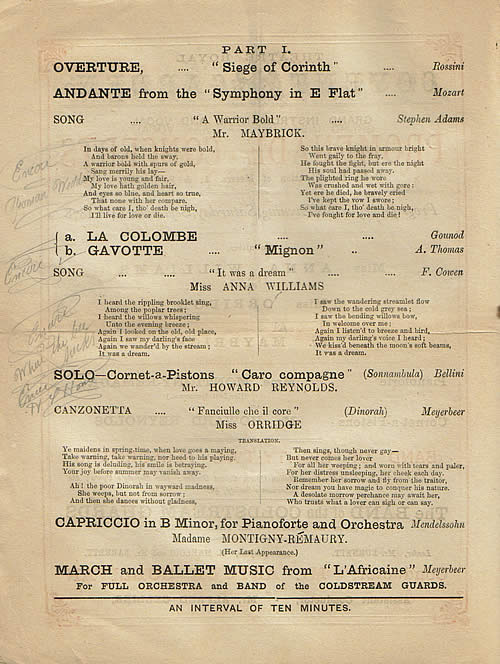 PART I.
OVERTURE, .... "Siege of Corinth" .... Rossini
ANDANTE from the "Symphony in E Flat" .... Mozart
SONG .... "A Warrior Bold" .... Stephen Adams
Mr. MAYBRICK.
In days of old, when knights were bold,
And barons held the sway,
A warrior bold with spurs of gold,
Sang merrily his lay—
My love is young and fair,
My love hath golden hair,
And eyes so blue, and heart so true,
That none with her compare.
So what care I, tho' death be nigh,
I'll live for love or die.
So this brave knight in armour bright
Went gaily to the fray,
He fought the fight, but ere the night
His soul had passed away.
The plighted ring he wore
Was crushed and wet with gore;
Yet ere he died, he bravely cried
I've kept the vow I swore;
So what care I, tho' death be nigh,
I've fought for love and die!
Encore
Thomas
a. LA COLOMBE .... .... Gounod
b. GAVOTTE .... "Mignon" .. A. Thomas
Encore
SONG .. ... "It was a dream" .... .... F. Cowen
Miss ANNA WILLIAMS
I heard the rippling brooklet sing,
Among the poplar trees;
I heard the willows whispering
Unto the evening breeze;
Again I looked on the old, old place,
Again I saw my darling's face
Again we wander'd by the stream;
It was a dream.
I saw the wandering streamlet flow
Down to the cold grey sea;
I saw the bending willows bow,
In welcome over me;
Again I listen'd to breeze and bird,
Again my darling's voice I heard;
We kiss'd beneath the moon's soft beams,
It was a dream.
Encore
SOLO—Cornet-a-Pistons "Caro compagne" (Sonnambula) Bellini
Mr. HOWARD REYNOLDS.
CANZONETTA .... "Fanciulle che il core" (Dinorah) Meyerbeer
Miss ORRIDGE
TRANSLATION.
Ye maidens in spring-time, when love goes a maying,
Take warning, take warning, nor heed to his playing.
His song is deluding, his smile is betraying.
Your joy before summer may vanish away.
Ah! the poor Dinorah in wayward madness,
She weeps, but not from sorrow;
And then she dances without gladness,
Then sings, though never gay—
But never comes her lover
For all her weeping; and worn with tears and paler,
For her distress unsleeping, her cheek each day.
Remember her sorrow and fly from the traitor,
Nor dream you have magic to conquer his nature.
A desolate morrow perchance may await her,
Who trusts what a lover can sigh or can say.
CAPRICCIO in B Minor, for Pianoforte and Orchestra Mendelssohn
Madame MONTIGNY-RÉMAURY.
(Her Last Appearance.)
MARCH and BALLET MUSIC from "L'Africaine" Meyerbeer
For FULL ORCHESTRA and BAND of the COLDSTREAM GUARDS.
AN INTERVAL OF TEN MINUTES.